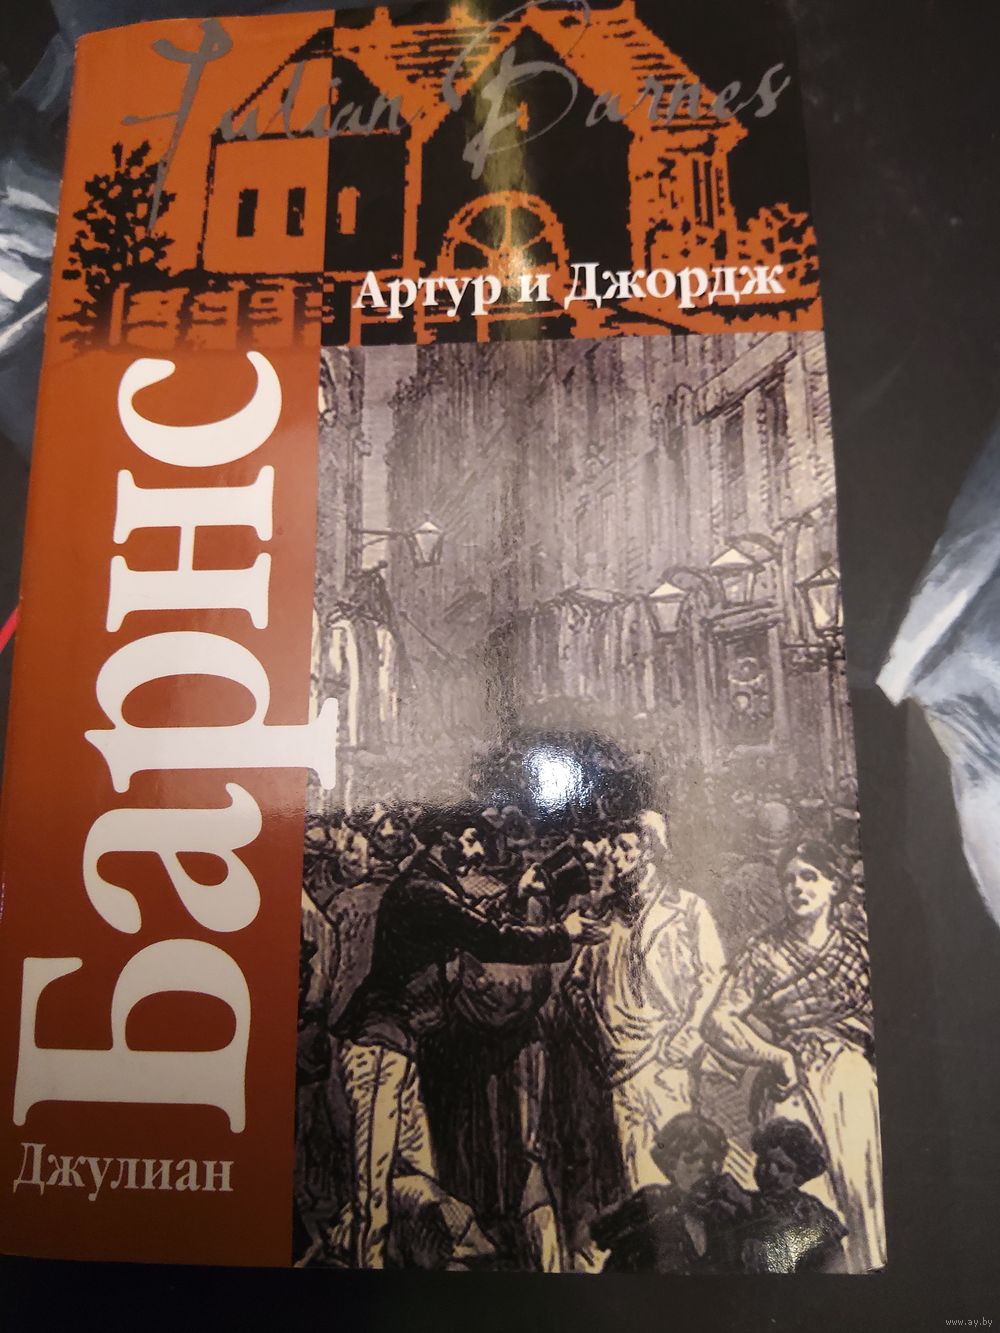 Julian Barnes
Артур и Джордж
Барнс
Джулиан
www.ay.by